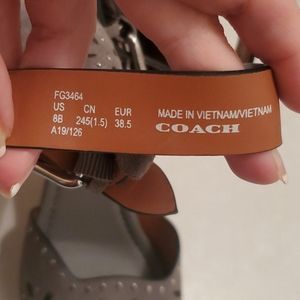 FG3464
US CN EUR
8B 245(1.5) 38.5
A19/126
MADE IN VIETNAM/VIETNAM
COACH